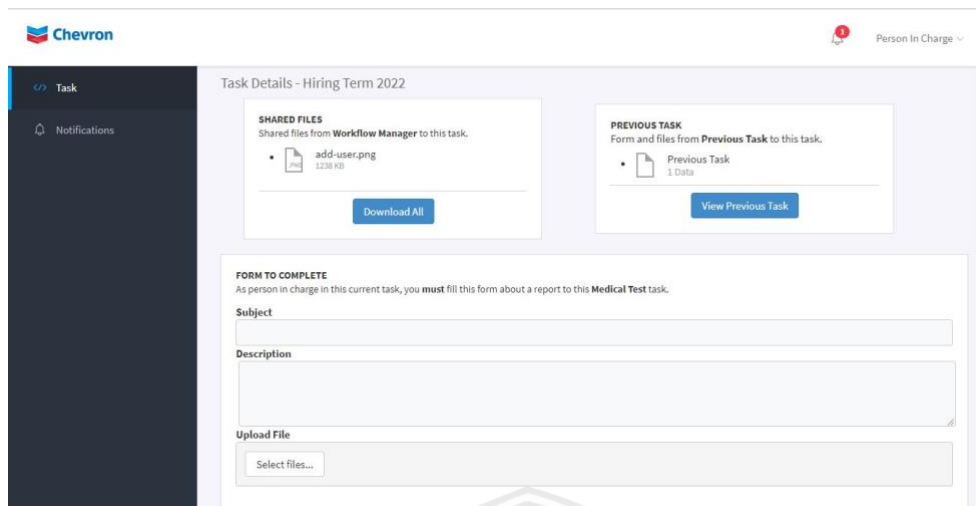 Chevron
1
Person In Charge
Task
Notifications
Task Details - Hiring Term 2022
SHARED FILES
Shared files from Workflow Manager to this task.
add-user.png
1238 KB
Download All
PREVIOUS TASK
Form and files from Previous Task to this task.
Previous Task
1 Data
View Previous Task
FORM TO COMPLETE
As person in charge in this current task, you must fill this form about a report to this Medical Test task.
Subject
Description
Upload File
Select files...